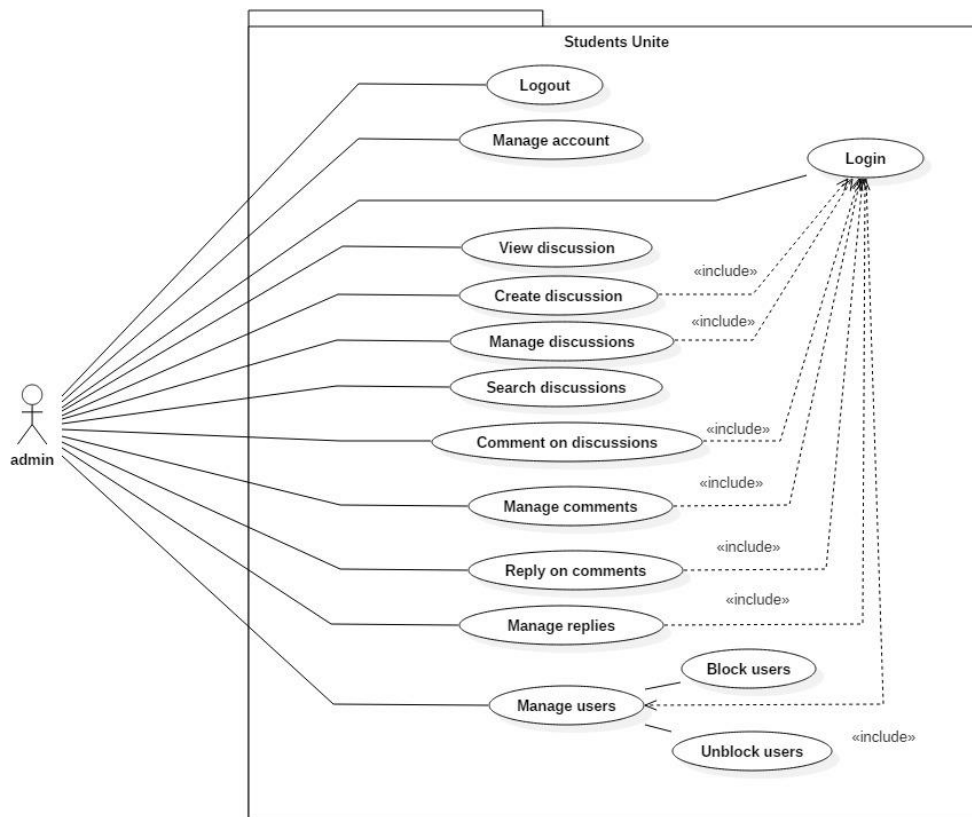 Students Unite
Logout
Manage account
Login
View discussion
«include»
Create discussion
«include»
Manage discussions
Search discussions
admin
«include»
Comment on discussions
«include»
Manage comments
«include»
Reply on comments
«include»
Manage replies
Block users
Manage users
«include»
Unblock users